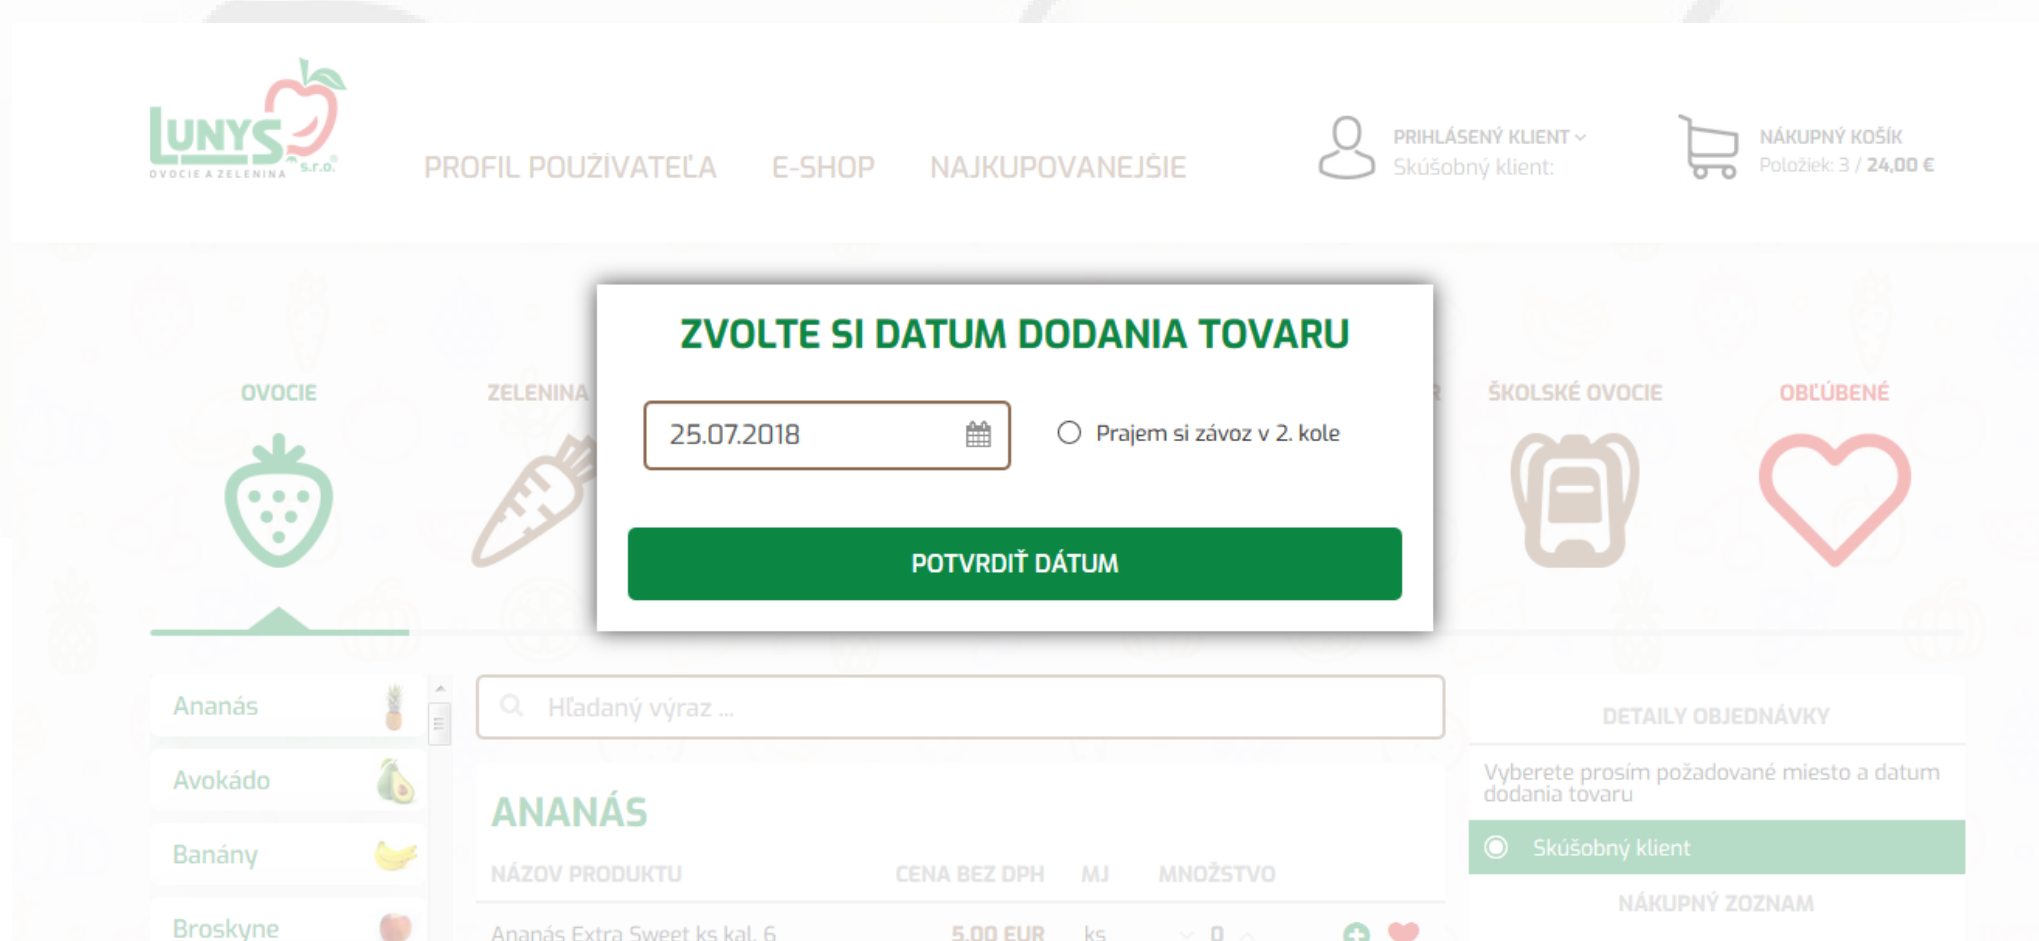 LUNYS
s.r.o.
OVOCIE A ZELENINA
PROFIL POUŽÍVATEĽA
E-SHOP
NAJKUPOVANEJŠIE
PRIHLÁSENÝ KLIENT
Skúšobný klient:
NÁKUPNÝ KOŠÍK
Položiek: 3 / 24,00 €
ZVOLTE SI DATUM DODANIA TOVARU
25.07.2018
Prajem si závoz v 2. kole
POTVRDIŤ DÁTUM
OVOCIE
ZELENINA
ŠKOLSKÉ OVOCIE
OBĽÚBENÉ
Ananás
Avokádo
Banány
Broskyne
Hľadaný výraz ...
ANANÁS
NÁZOV PRODUKTU CENA BEZ DPH MJ MNOŽSTVO
Ananás Extra Sweet ks kal. 6 5,00 EUR ks 0
DETAILY OBJEDNÁVKY
Vyberete prosím požadované miesto a datum
dodania tovaru
Skúšobný klient
NÁKUPNÝ ZOZNAM